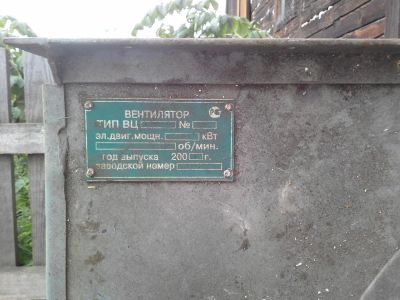 ВЕНТИЛЯТОР
ТИП ВЦ №
эл.двиг.мощн. кВт
об/мин.
год выпуска 200 г.
заводской номер